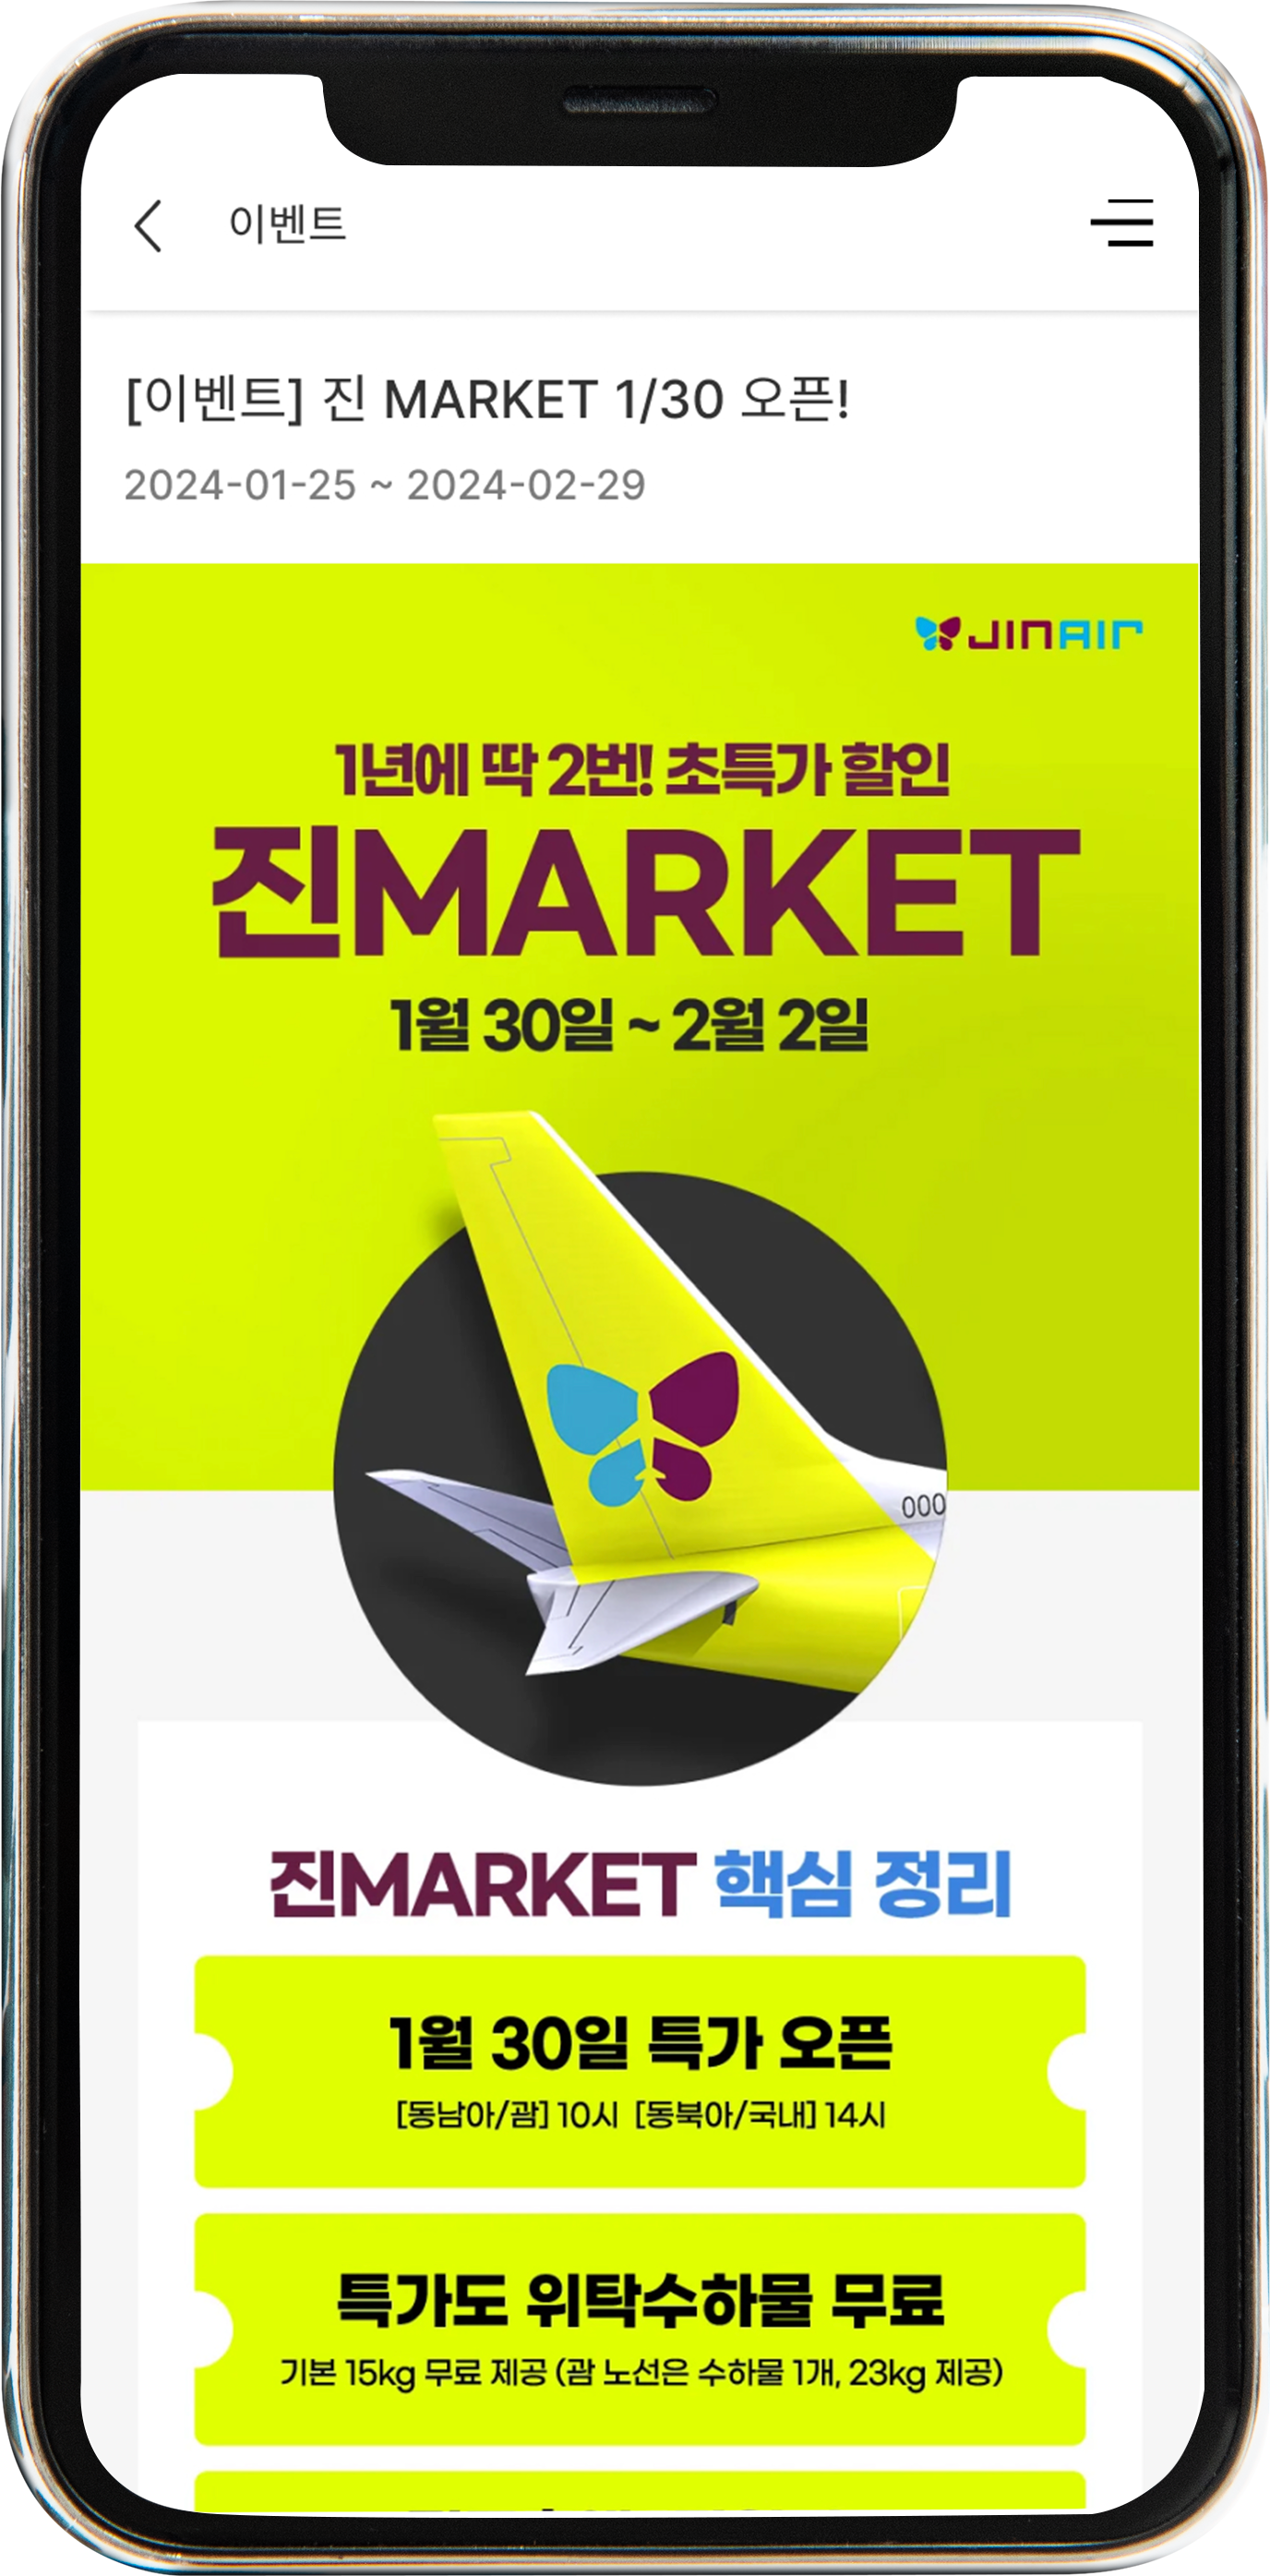 이벤트
[이벤트] 진 MARKET 1/30 오픈!
2024-01-25 ~ 2024-02-29
JINAIR
1년에 딱 2번! 초특가 할인
진MARKET
1월 30일 ~ 2월 2일
000
진MARKET 핵심 정리
1월 30일 특가 오픈
[동남아/괌] 10시 [동북아/국내] 14시
특가도 위탁수하물 무료
기본 15kg 무료 제공 (괌 노선은 수하물 1개, 23kg 제공)